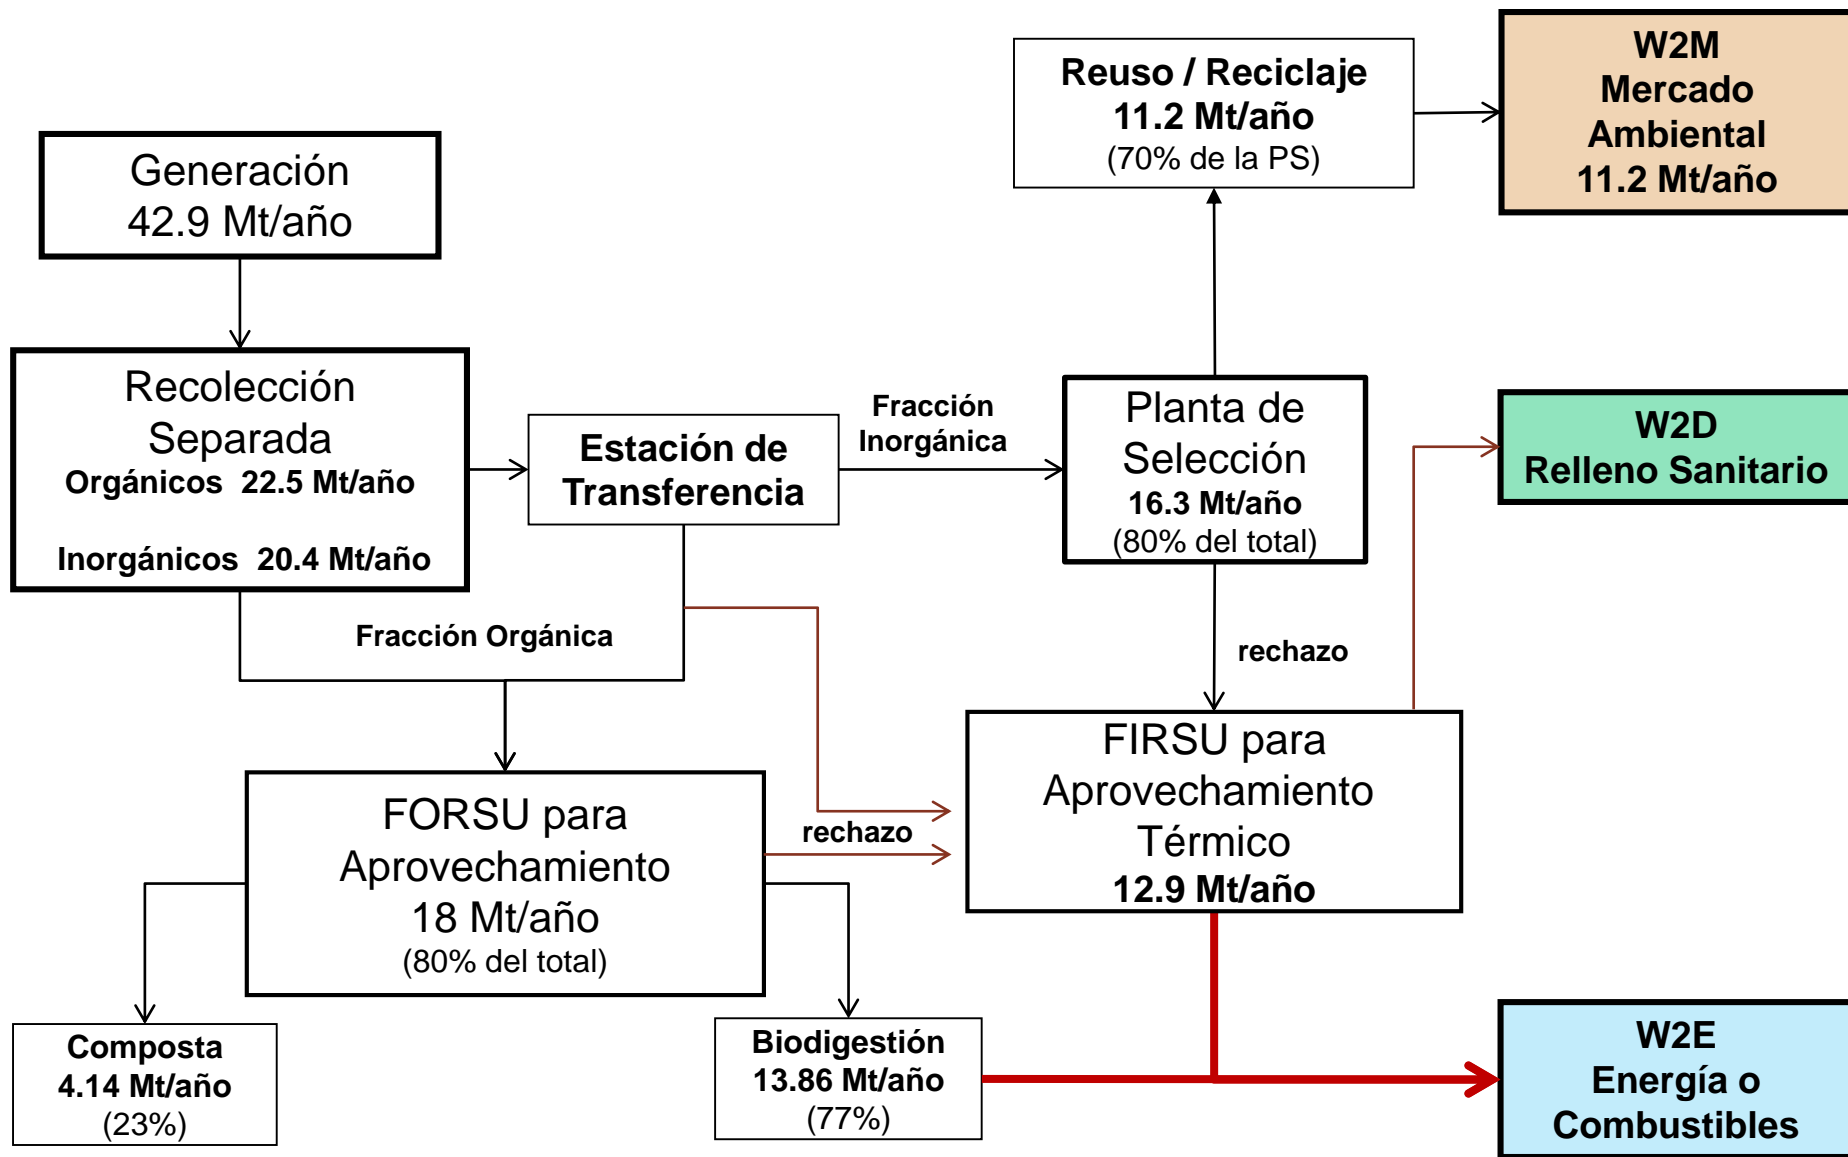 Reuso / Reciclaje
11.2 Mt/año
(70% de la PS)
W2M
Mercado
Ambiental
11.2 Mt/año
Generación
42.9 Mt/año
Recolección
Separada
Orgánicos 22.5 Mt/año
Inorgánicos 20.4 Mt/año
Estación de
Transferencia
Fracción
Inorgánica
Planta de
Selección
16.3 Mt/año
(80% del total)
W2D
Relleno Sanitario
Fracción Orgánica
rechazo
FORSU para
Aprovechamiento
18 Mt/año
(80% del total)
rechazo
FIRSU para
Aprovechamiento
Térmico
12.9 Mt/año
Composta
4.14 Mt/año
(23%)
Biodigestión
13.86 Mt/año
(77%)
W2E
Energía o
Combustibles